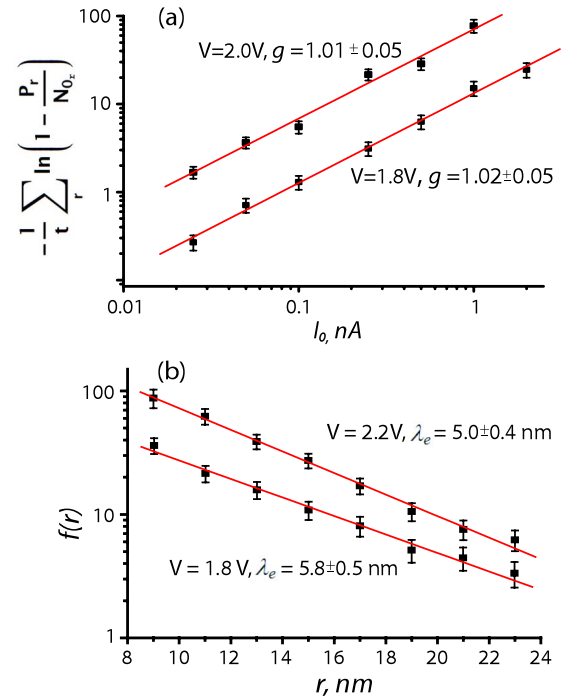 (a)
100
V=2.0V, g = 1.01 ± 0.05
10
V=1.8V, g = 1.02±0.05
1
-1/t ∑r ln(1 - Pr/N0r)
0.01 0.1 1
I0, nA
(b)
100
V = 2.2V, λe = 5.0±0.4 nm
f(r)
10
V = 1.8 V, λe = 5.8±0.5 nm
1
8 10 12 14 16 18 20 22 24
r, nm